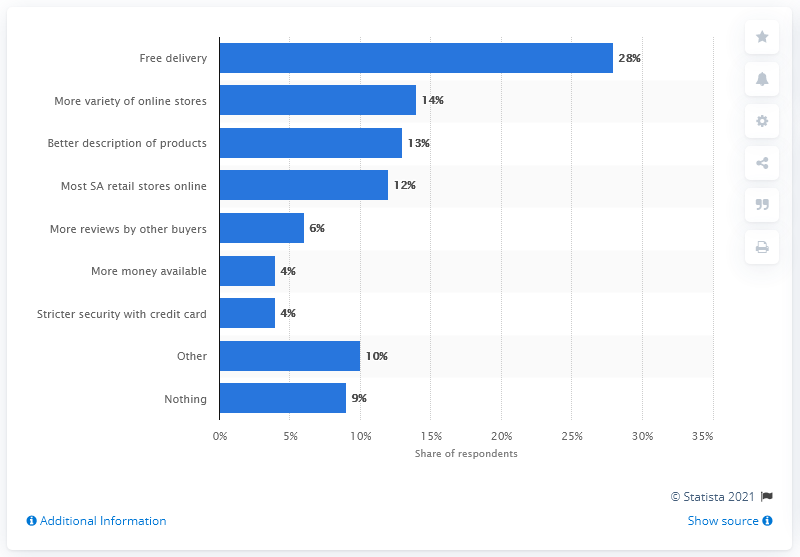 Free delivery 28%
More variety of online stores 14%
Better description of products 13%
Most SA retail stores online 12%
More reviews by other buyers 6%
More money available 4%
Stricter security with credit card 4%
Other 10%
Nothing 9%
0% 5% 10% 15% 20% 25% 30% 35%
Share of respondents
© Statista 2021
Additional Information Show source